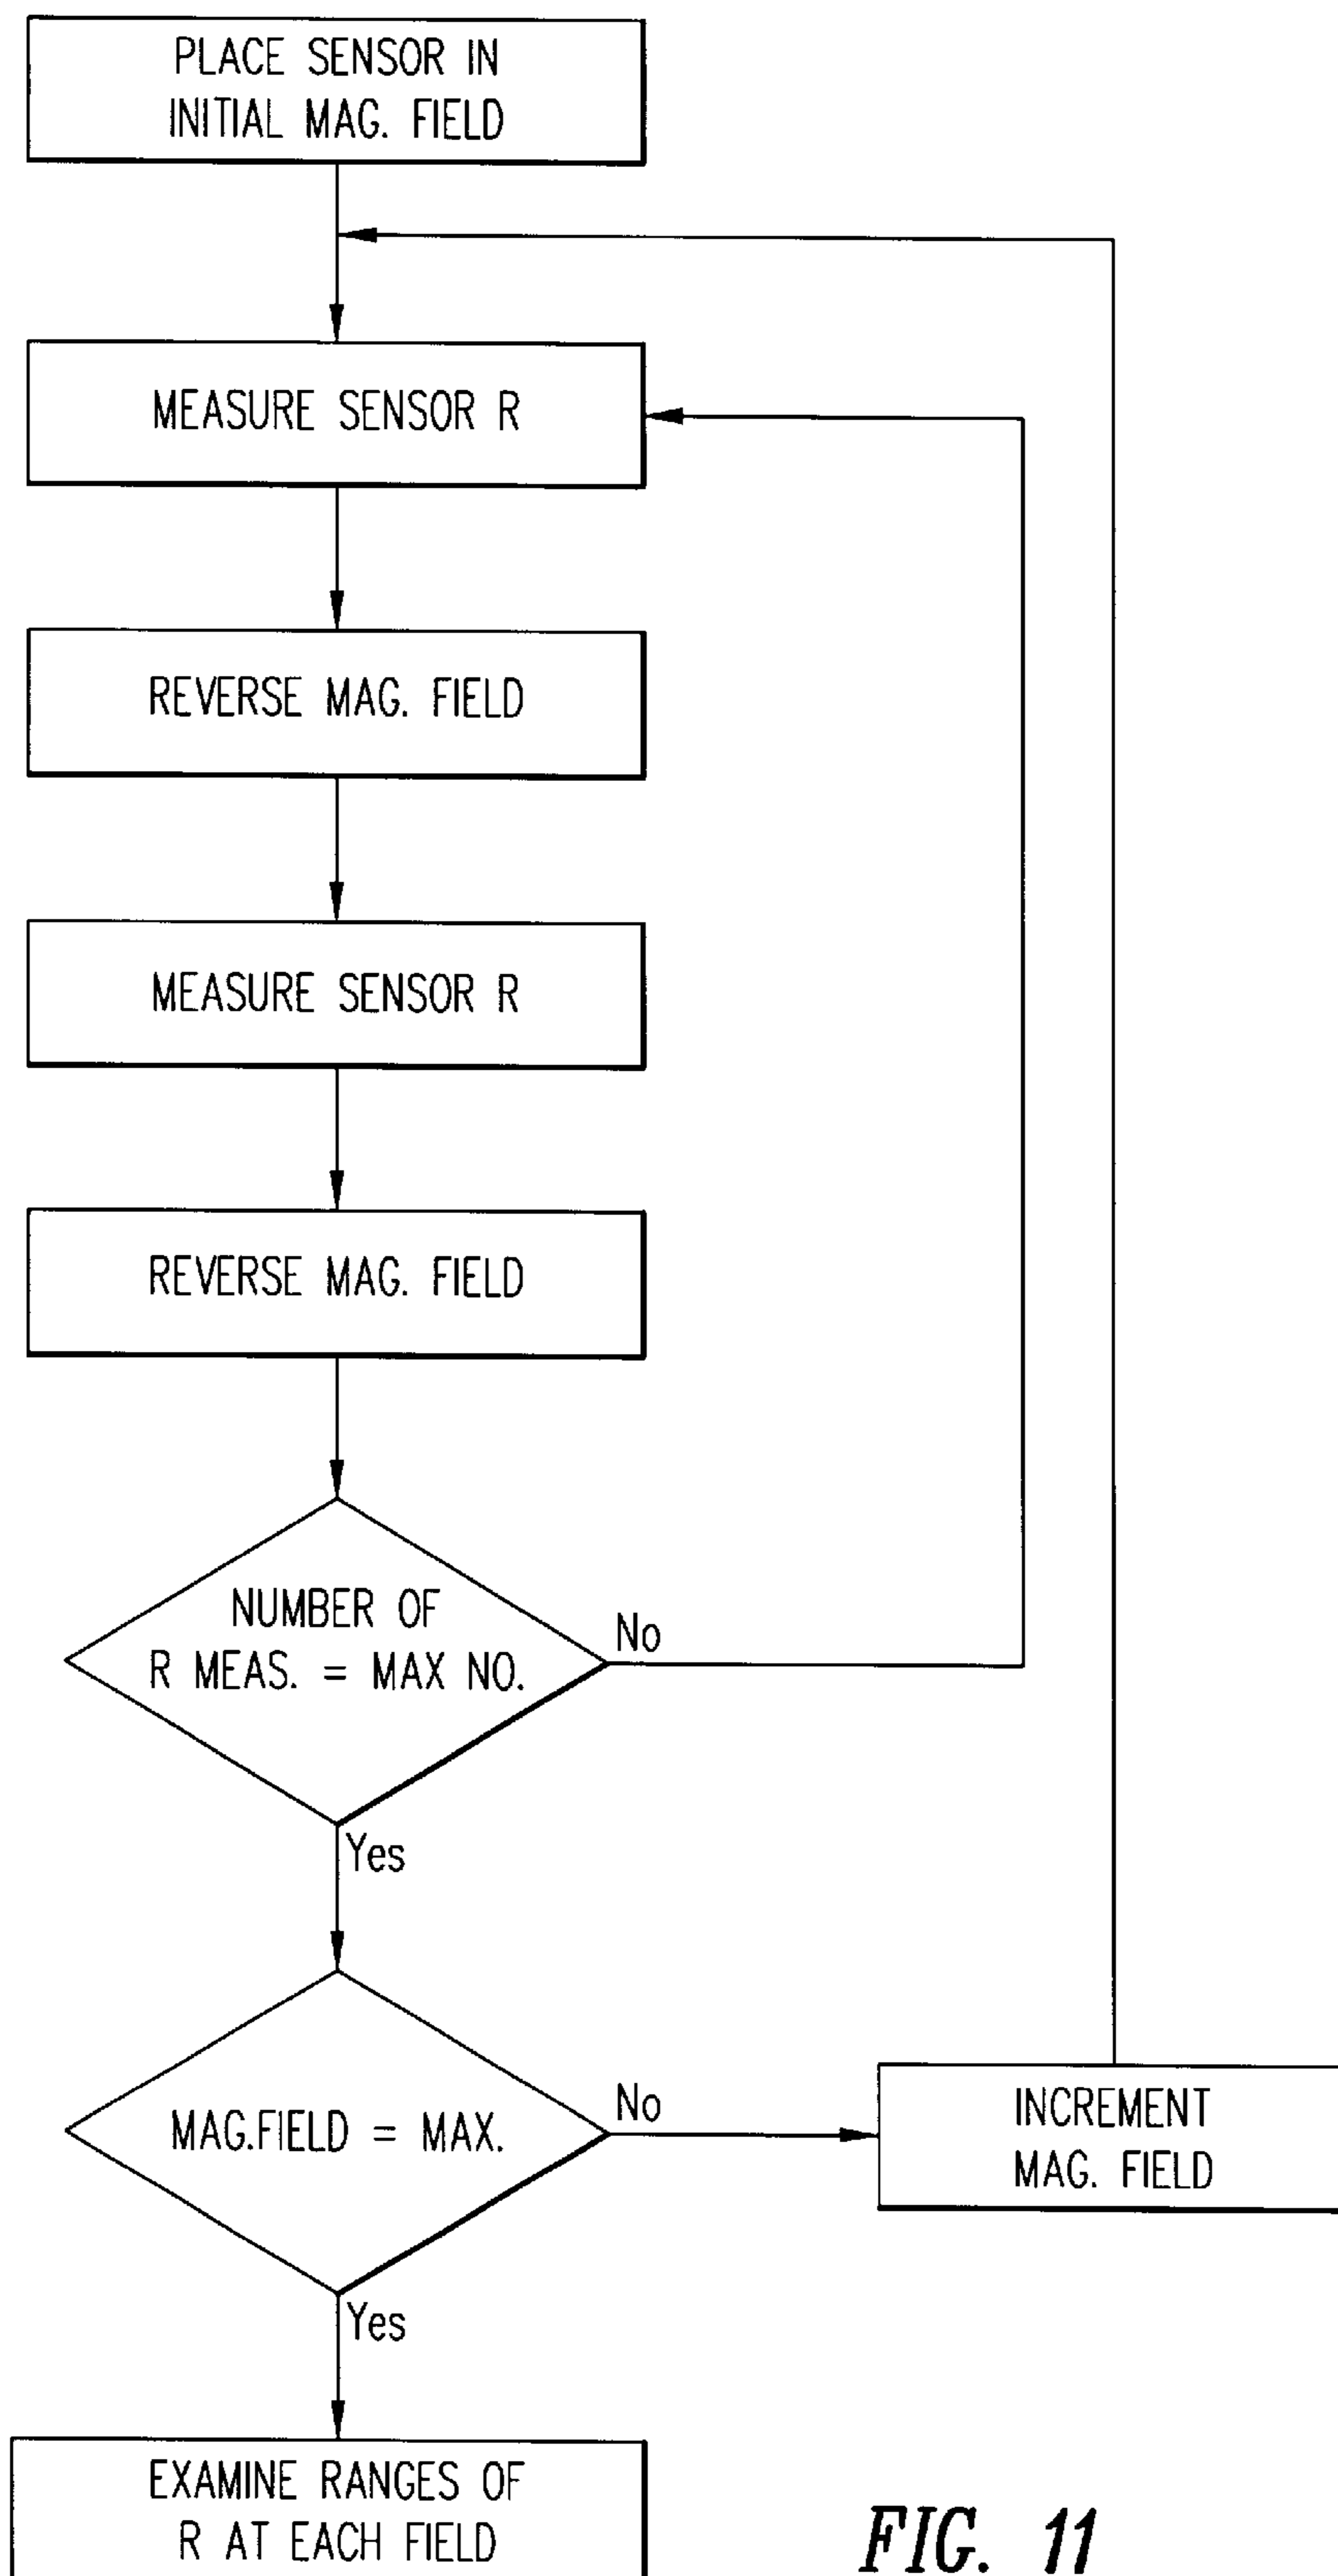 PLACE SENSOR IN
INITIAL MAG. FIELD
MEASURE SENSOR R
REVERSE MAG. FIELD
MEASURE SENSOR R
REVERSE MAG. FIELD
NUMBER OF
R MEAS. = MAX NO.
No
Yes
MAG.FIELD = MAX.
No
INCREMENT
MAG. FIELD
Yes
EXAMINE RANGES OF
R AT EACH FIELD
FIG. 11